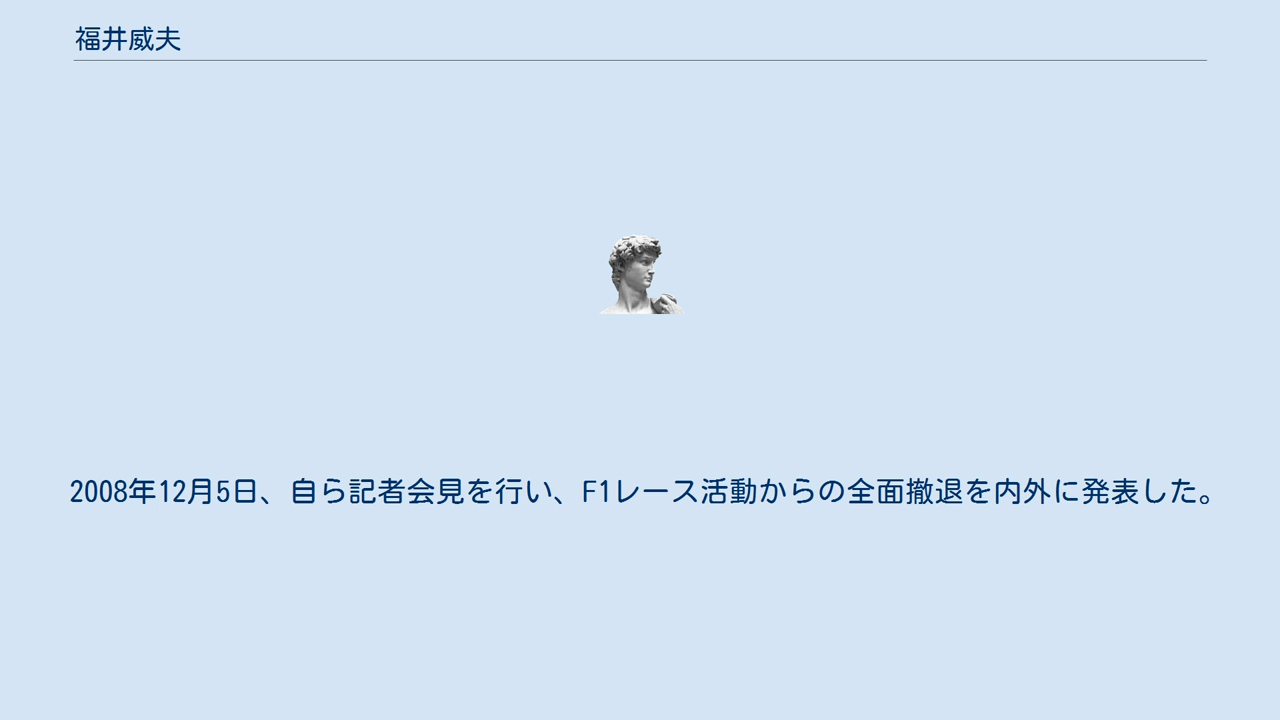 福井威夫
2008年12月5日、自ら記者会見を行い、F1レース活動からの全面撤退を内外に発表した。